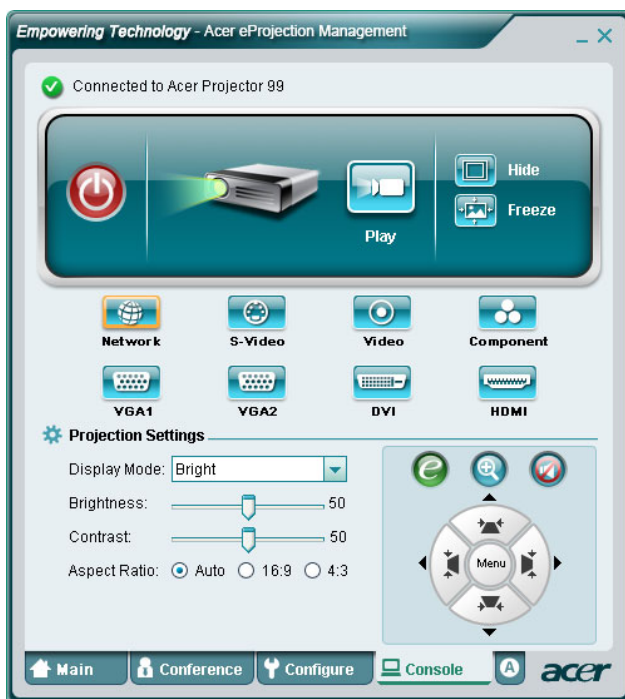 Empowering Technology - Acer eProjection Management
Connected to Acer Projector 99
Play
Hide
Freeze
Network S-Video Video Component
VGA1 VGA2 DVI HDMI
Projection Settings
Display Mode: Bright
Brightness: 50
Contrast: 50
Aspect Ratio: Auto 16:9 4:3
e
Menu
Main Conference Configure Console A acer